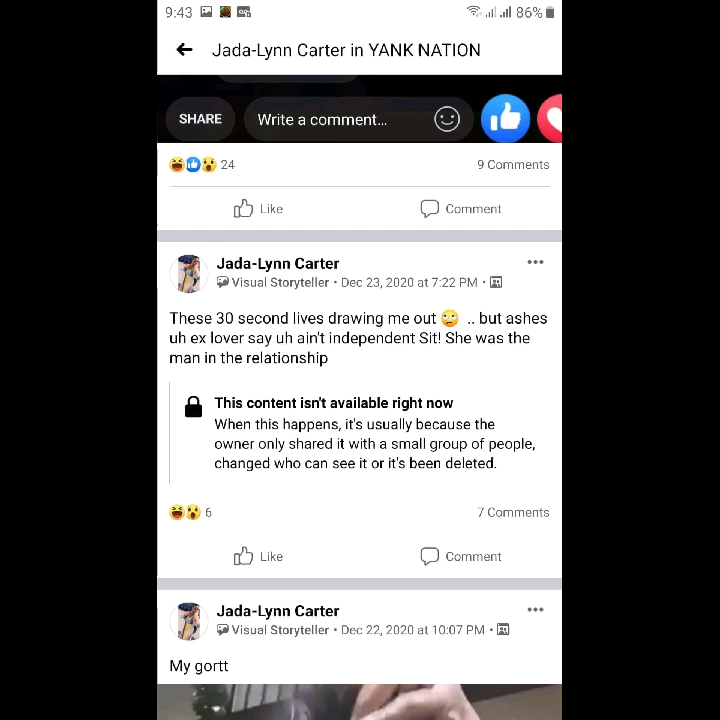 9:43 86%
Jada-Lynn Carter in YANK NATION
SHARE Write a comment...
24 9 Comments
Like Comment
Jada-Lynn Carter
Visual Storyteller • Dec 23, 2020 at 7:22 PM •
These 30 second lives drawing me out 🙄 .. but ashes
uh ex lover say uh ain't independent Sit! She was the
man in the relationship
This content isn't available right now
When this happens, it's usually because the
owner only shared it with a small group of people,
changed who can see it or it's been deleted.
6 7 Comments
Like Comment
Jada-Lynn Carter
Visual Storyteller • Dec 22, 2020 at 10:07 PM •
My gortt